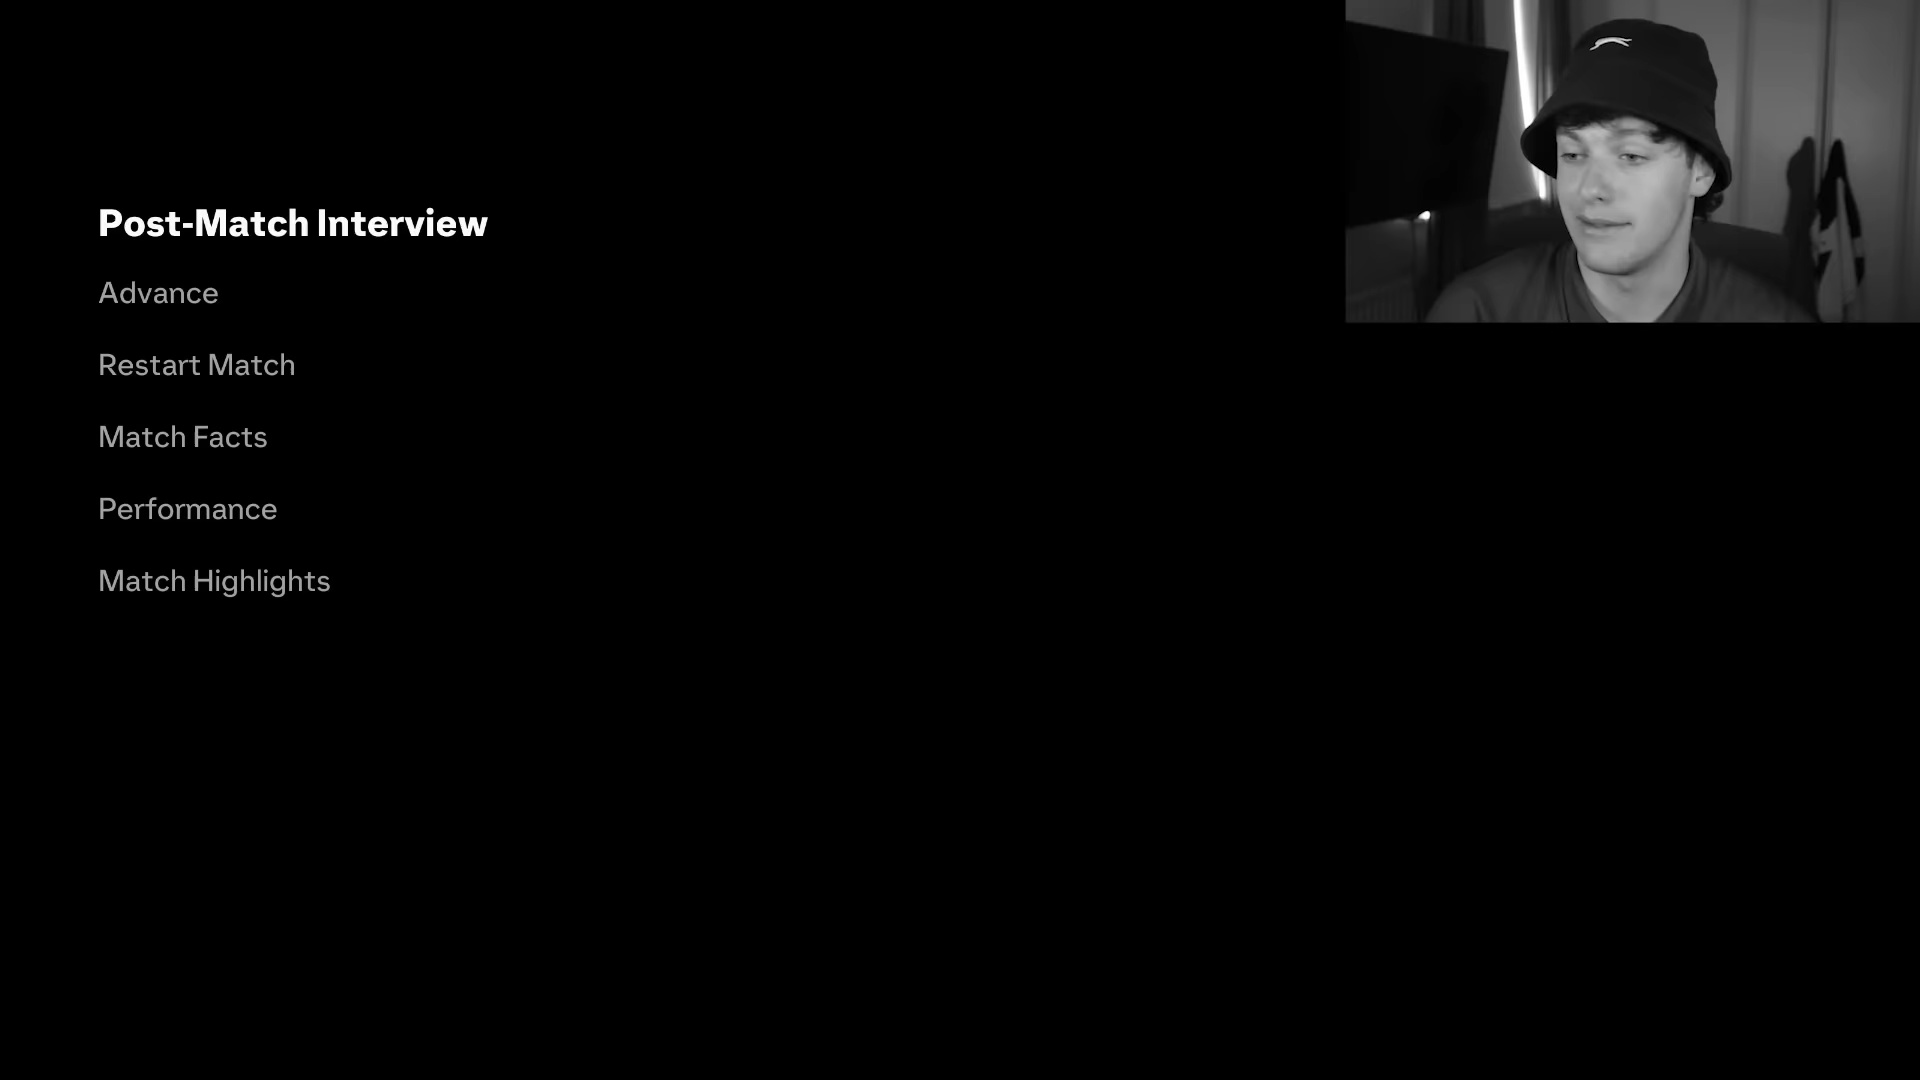 Post-Match Interview
Advance
Restart Match
Match Facts
Performance
Match Highlights